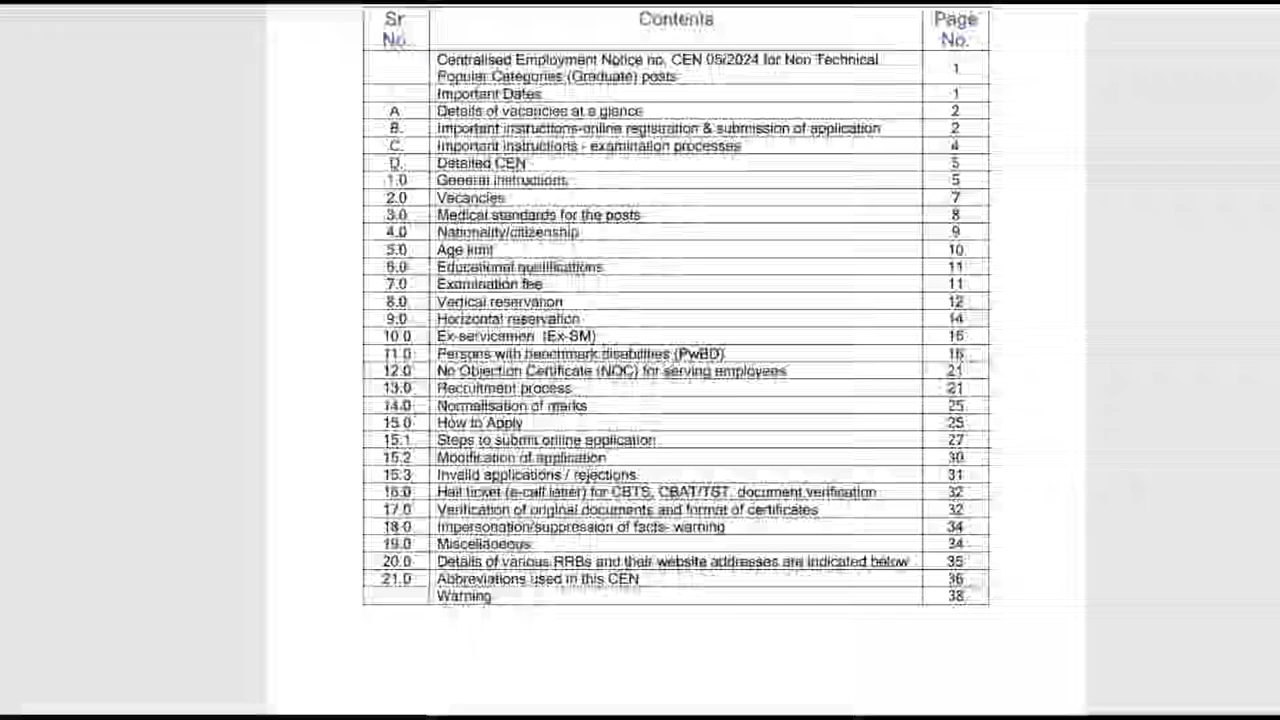 Sr No. Contents Page No.
Centralised Employment Notice no. CEN 05/2024 for Non Technical
Popular Categories (Graduate) posts 1
Important Dates 1
A. Details of vacancies at a glance 2
B. Important instructions-online registration & submission of application 2
C. Important instructions - examination processes 4
D. Detailed CEN 5
1.0 General instructions 5
2.0 Vacancies 7
3.0 Medical standards for the posts 8
4.0 Nationality/citizenship 9
5.0 Age limit 10
6.0 Educational qualifications 11
7.0 Examination fee 11
8.0 Vertical reservation 12
9.0 Horizontal reservation 14
10.0 Ex-servicemen (Ex-SM) 16
11.0 Persons with benchmark disabilities (PwBD) 18
12.0 No Objection Certificate (NOC) for serving employees 21
13.0 Recruitment process 21
14.0 Normalisation of marks 25
15.0 How to Apply 25
15.1 Steps to submit online application 27
15.2 Modification of application 30
15.3 Invalid applications / rejections 31
16.0 Hall ticket (e-call letter) for CBTS, CBAT/TST, document verification 32
17.0 Verification of original documents and format of certificates 32
18.0 Impersonation/suppression of facts- warning 34
19.0 Miscellaneous 34
20.0 Details of various RRBs and their website addresses are indicated below 35
21.0 Abbreviations used in this CEN 36
Warning 38